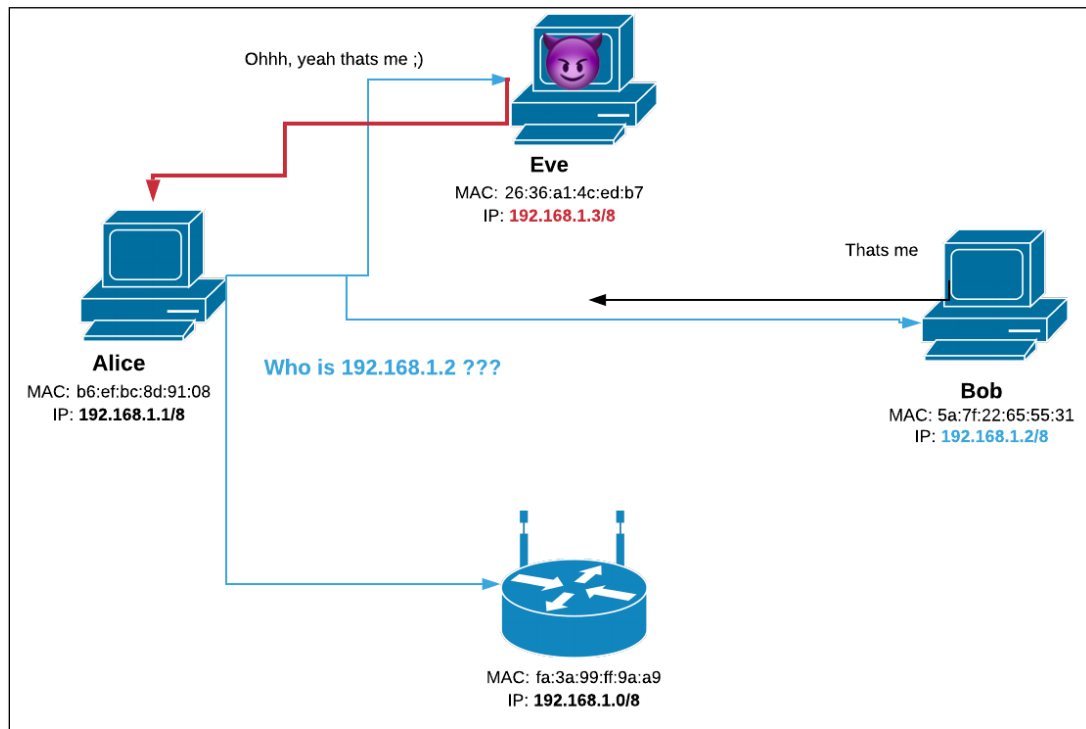 Ohhh, yeah thats me ;)
Eve
MAC: 26:36:a1:4c:ed:b7
IP: 192.168.1.3/8
Thats me
Who is 192.168.1.2 ???
Alice
MAC: b6:ef:bc:8d:91:08
IP: 192.168.1.1/8
Bob
MAC: 5a:7f:22:65:55:31
IP: 192.168.1.2/8
MAC: fa:3a:99:ff:9a:a9
IP: 192.168.1.0/8